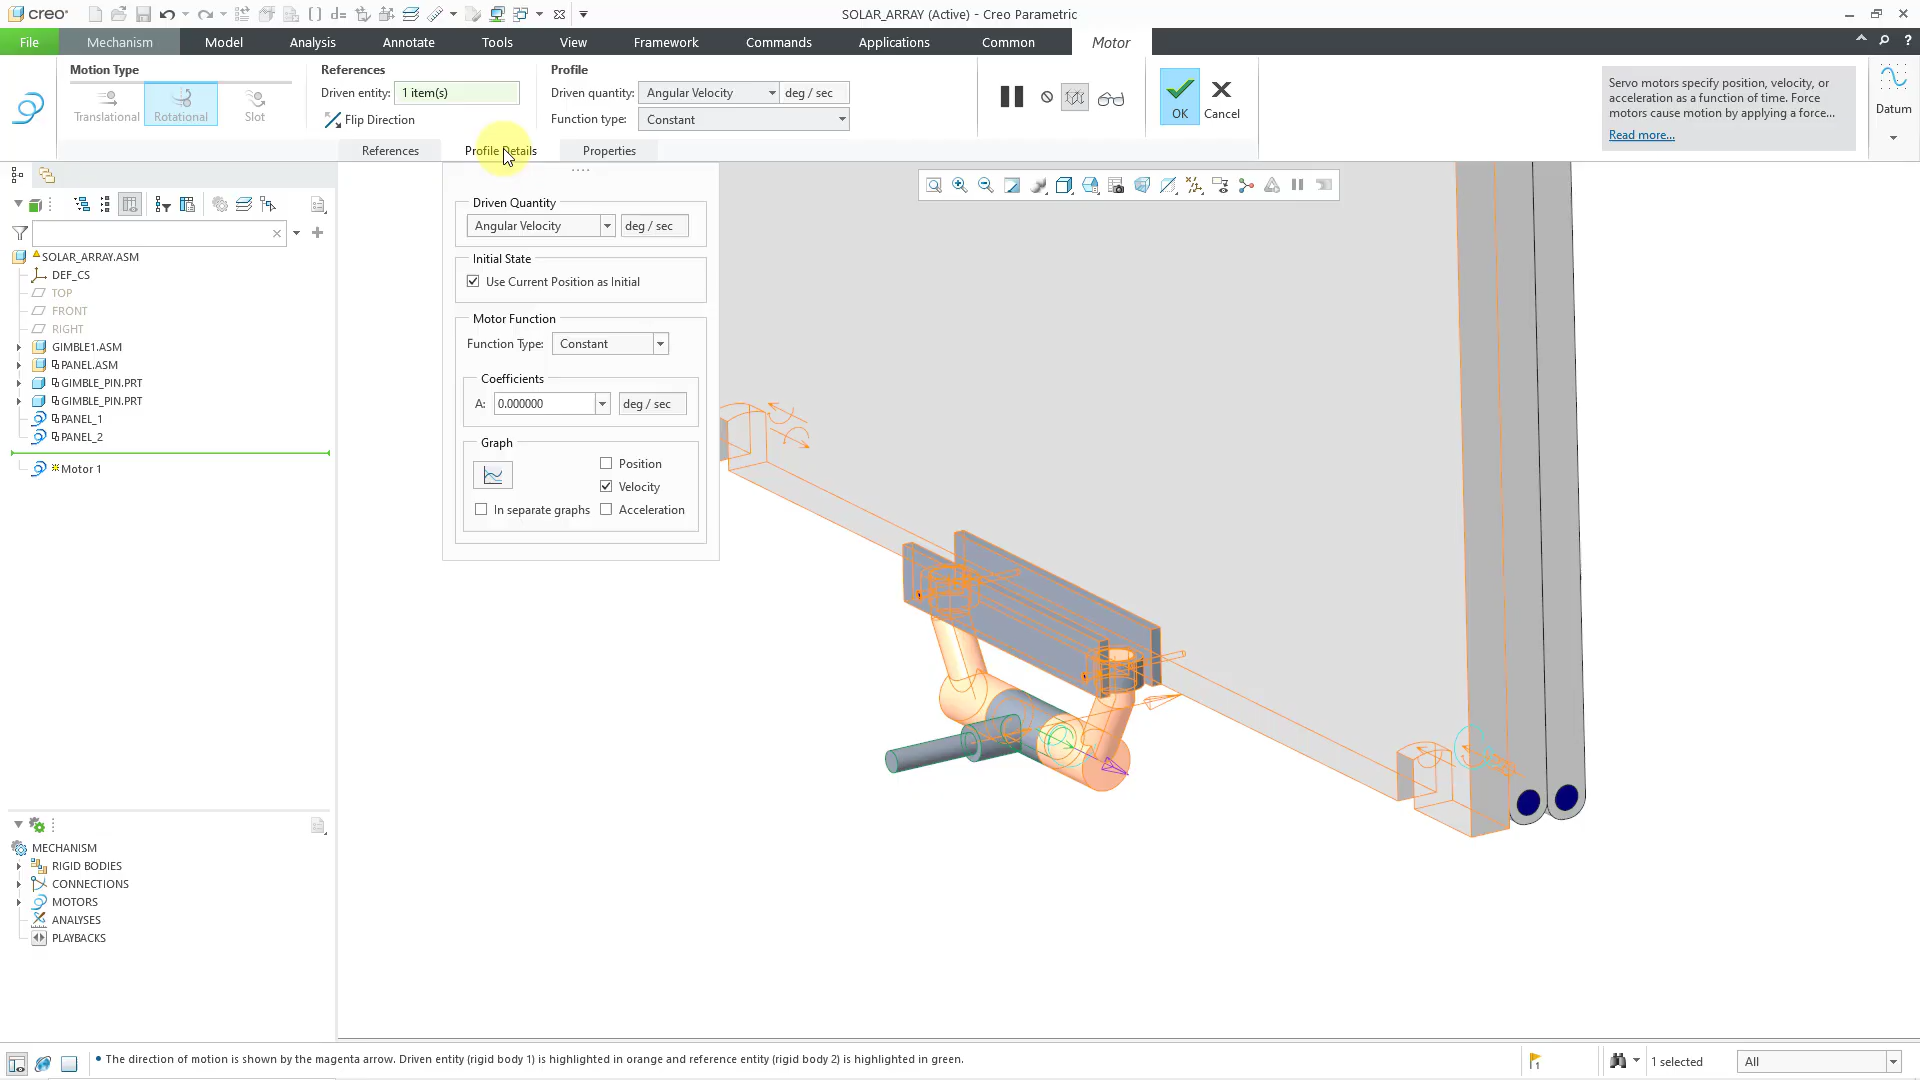 creo
SOLAR_ARRAY (Active) - Creo Parametric
File
Mechanism
Model
Analysis
Annotate
Tools
View
Framework
Commands
Applications
Common
Motor
Motion Type
Translational
Rotational
Slot
References
Driven entity: 1 item(s)
Flip Direction
Profile
Driven quantity: Angular Velocity deg / sec
Function type: Constant
OK
Cancel
Servo motors specify position, velocity, or
acceleration as a function of time. Force
motors cause motion by applying a force...
Read more...
Datum
References
Profile Details
Properties
SOLAR_ARRAY.ASM
DEF_CS
TOP
FRONT
RIGHT
GIMBLE1.ASM
PANEL.ASM
GIMBLE_PIN.PRT
GIMBLE_PIN.PRT
PANEL_1
PANEL_2
Motor 1
Driven Quantity
Angular Velocity deg / sec
Initial State
Use Current Position as Initial
Motor Function
Function Type: Constant
Coefficients
A: 0.000000 deg / sec
Graph
Position
Velocity
In separate graphs
Acceleration
MECHANISM
RIGID BODIES
CONNECTIONS
MOTORS
ANALYSES
PLAYBACKS
The direction of motion is shown by the magenta arrow. Driven entity (rigid body 1) is highlighted in orange and reference entity (rigid body 2) is highlighted in green.
1
1 selected
All